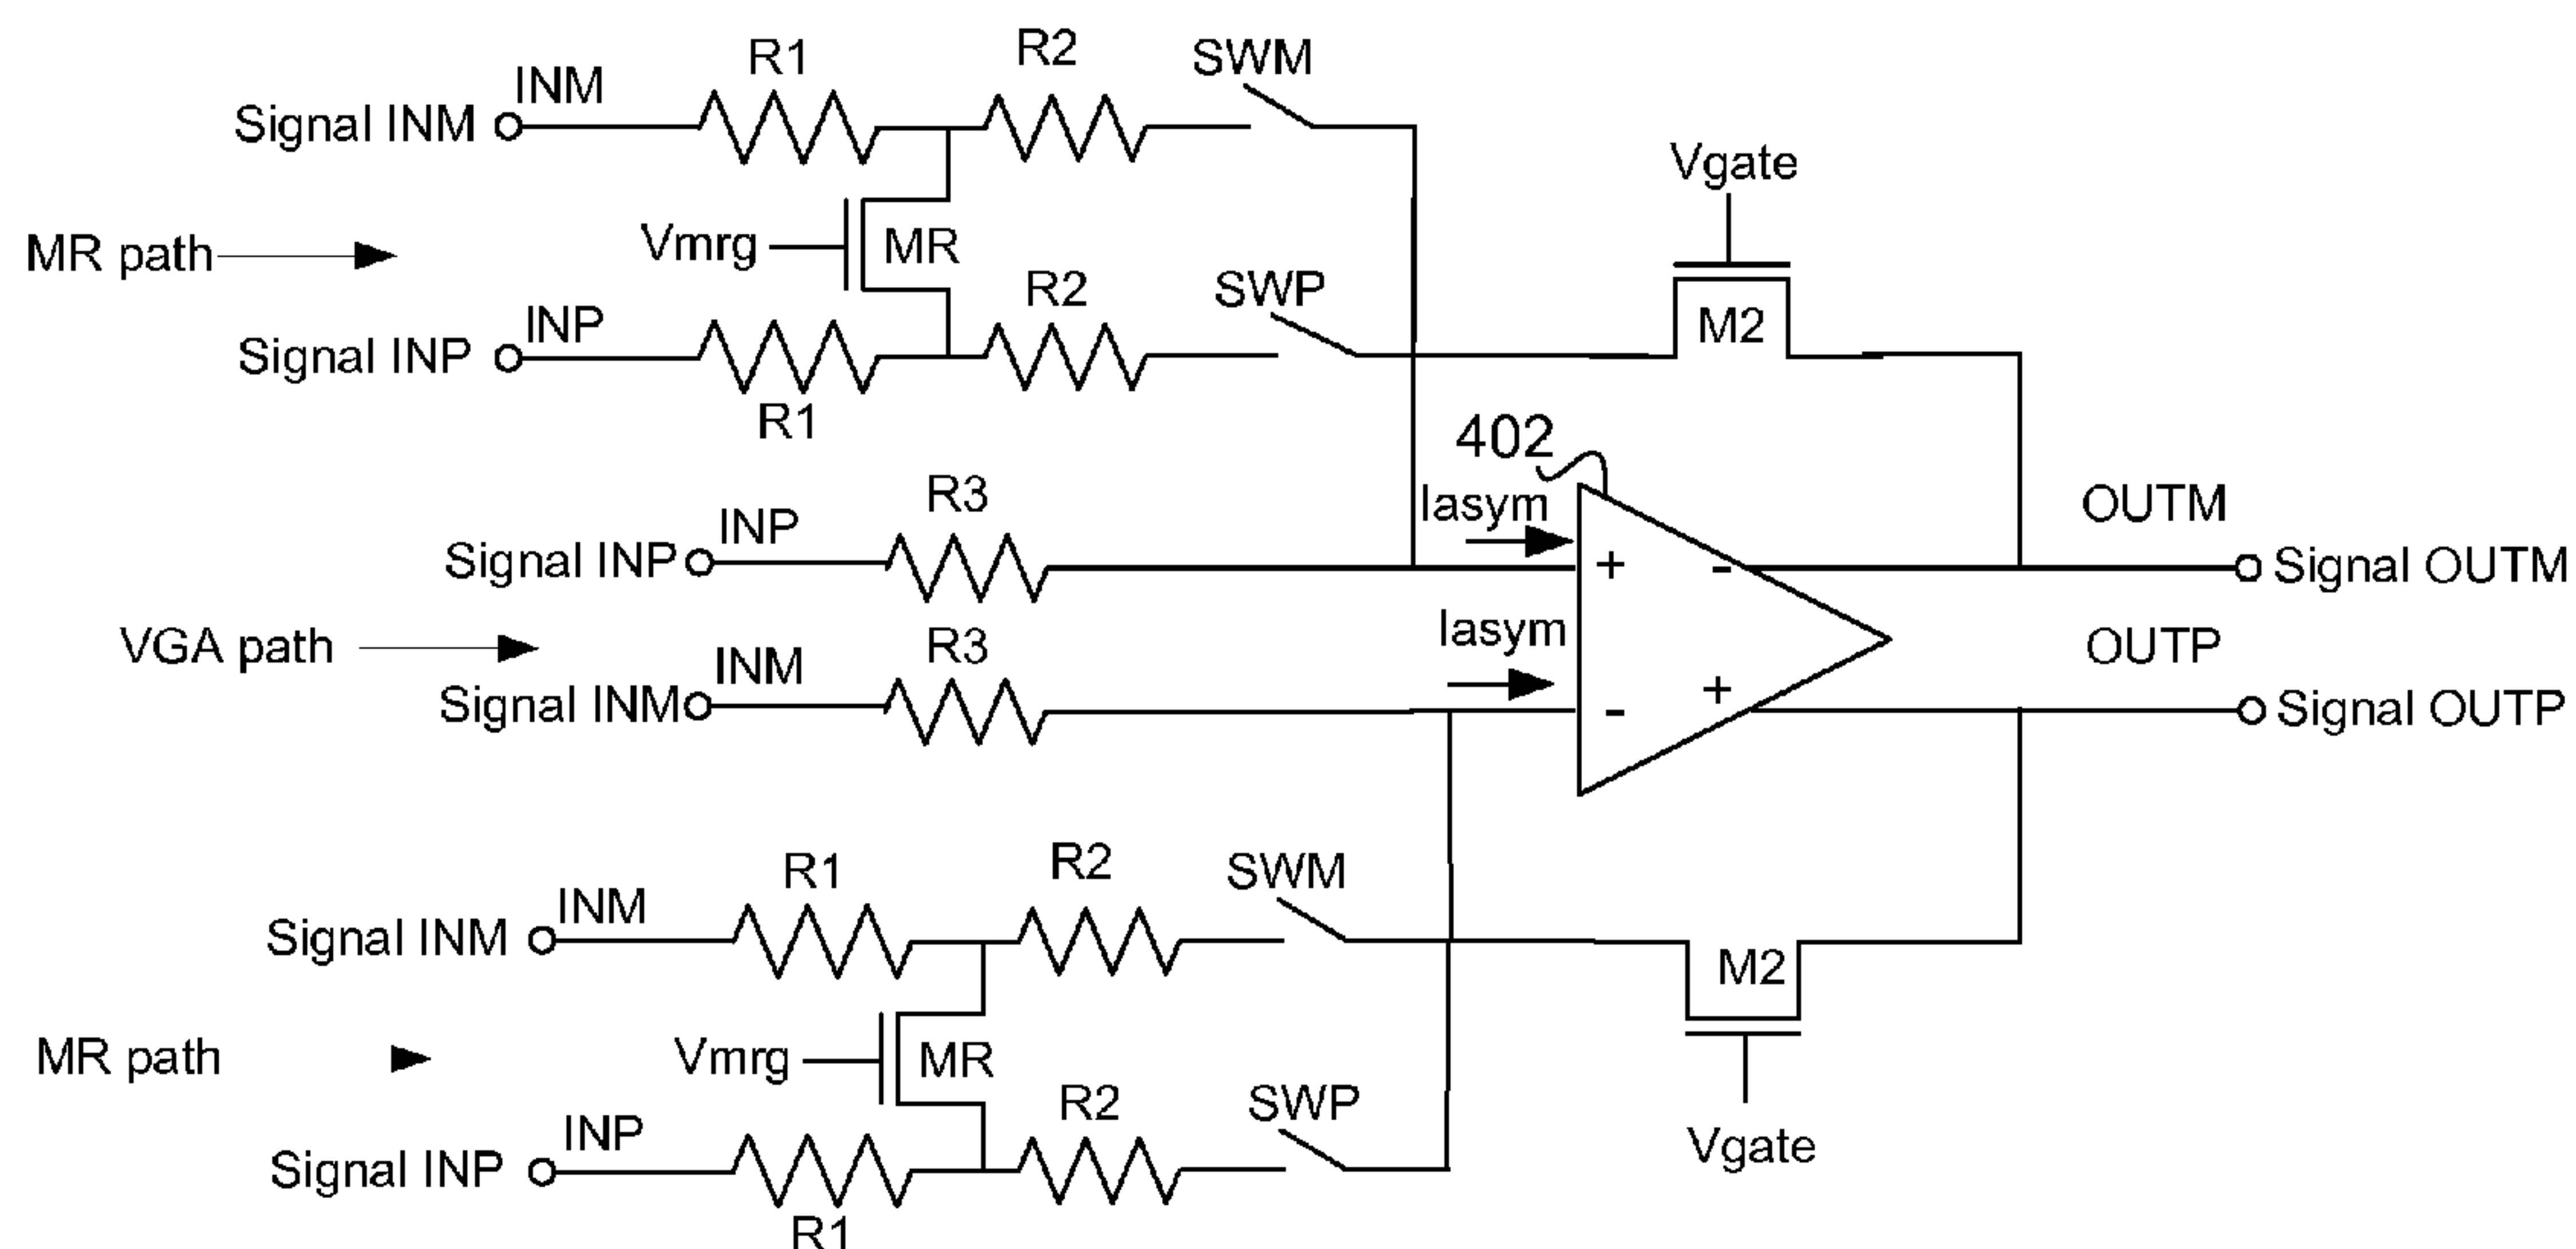 R1
R2
SWM
INM
Signal INM
Vgate
Vmrg
MR
MR path
R2
SWP
INP
Signal INP
M2
R1
402
R3
Iasym
OUTM
INP
Signal INP
+
-
Signal OUTM
Iasym
VGA path
R3
OUTP
INM
Signal INM
-
+
Signal OUTP
R1
R2
SWM
INM
Signal INM
M2
MR path
Vmrg
MR
R2
SWP
INP
Signal INP
Vgate
R1